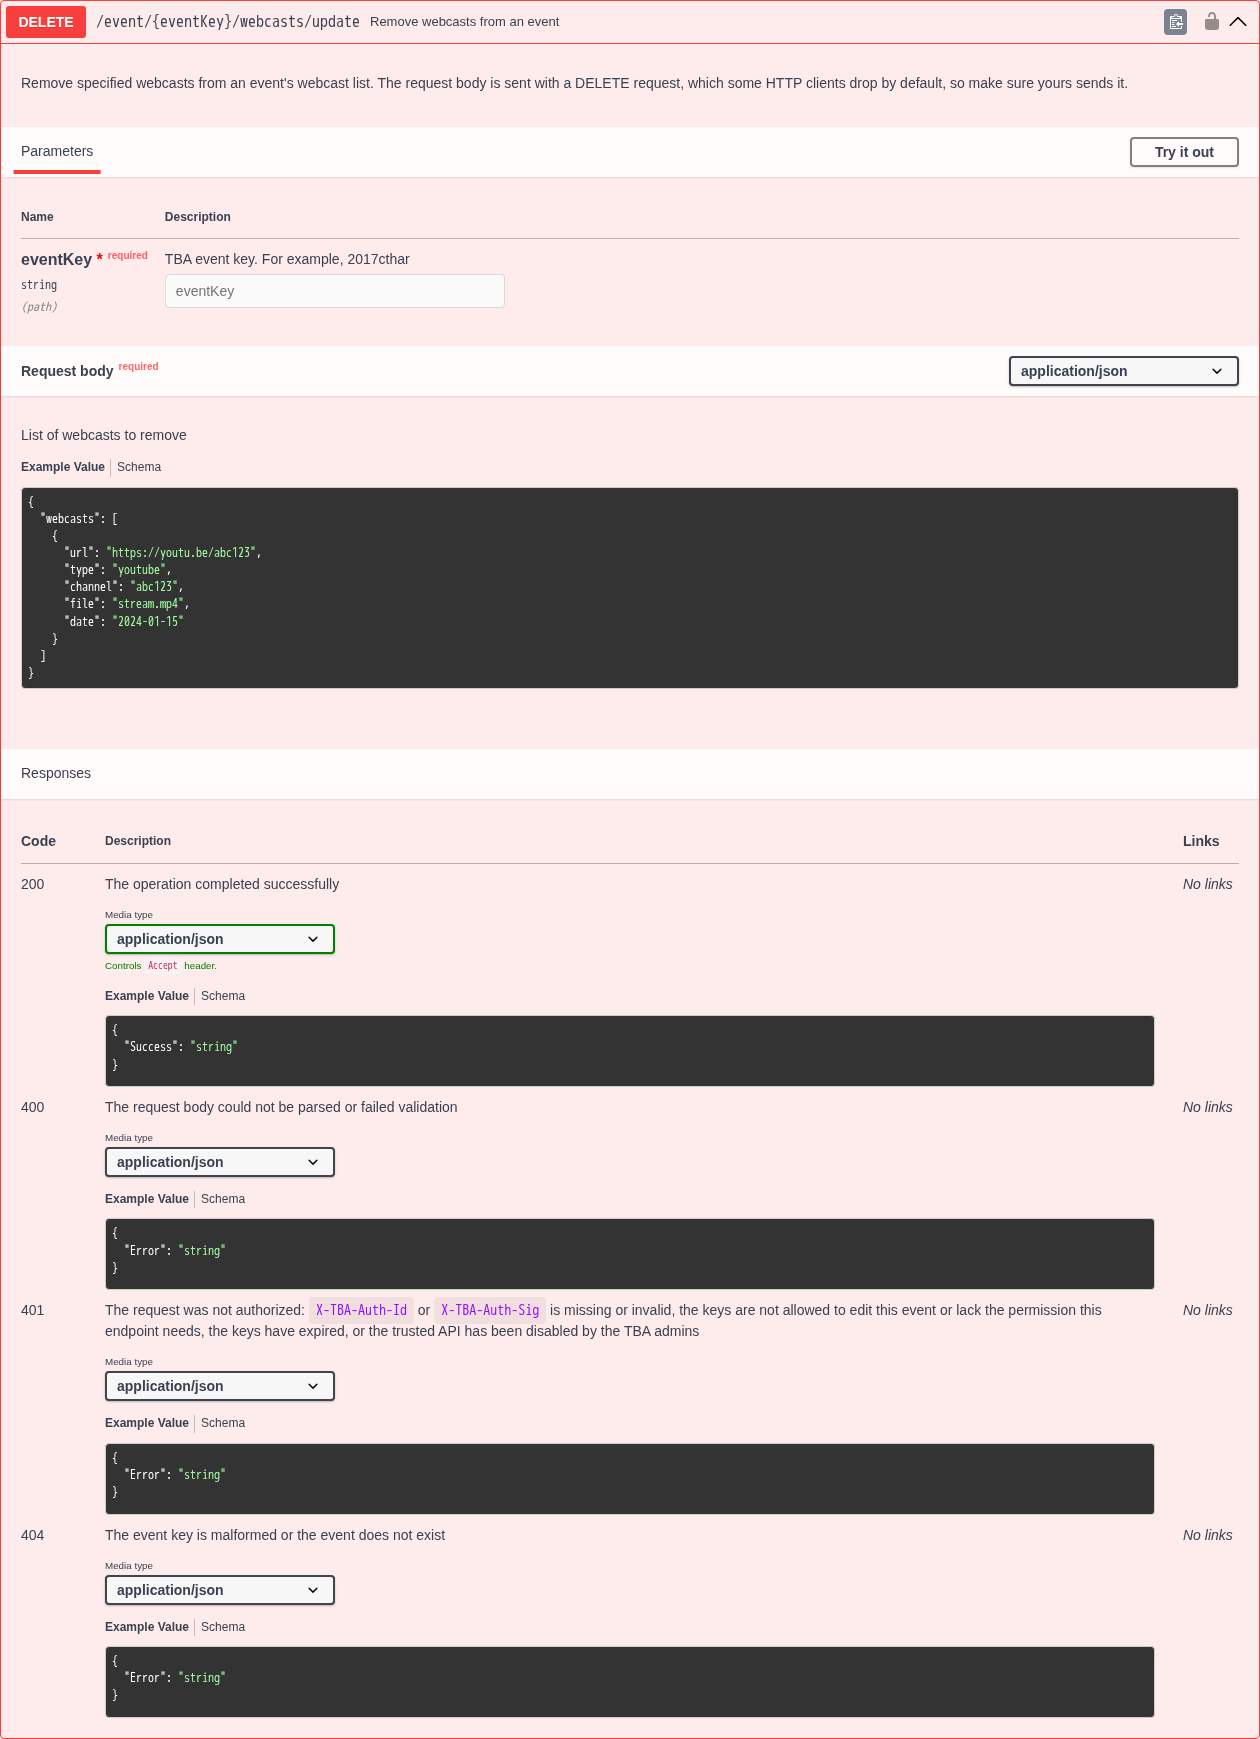 DELETE /event/{eventKey}/webcasts/update Remove webcasts from an event
Remove specified webcasts from an event's webcast list. The request body is sent with a DELETE request, which some HTTP clients drop by default, so make sure yours sends it.
Parameters
Try it out
Name Description
eventKey * required TBA event key. For example, 2017cthar
string
(path)
eventKey
Request body required
application/json
List of webcasts to remove
Example Value Schema
{
  "webcasts": [
    {
      "url": "https://youtu.be/abc123",
      "type": "youtube",
      "channel": "abc123",
      "file": "stream.mp4",
      "date": "2024-01-15"
    }
  ]
}
Responses
Code Description Links
200 The operation completed successfully No links
Media type
application/json
Controls Accept header.
Example Value Schema
{
  "Success": "string"
}
400 The request body could not be parsed or failed validation No links
Media type
application/json
Example Value Schema
{
  "Error": "string"
}
401 The request was not authorized: X-TBA-Auth-Id or X-TBA-Auth-Sig is missing or invalid, the keys are not allowed to edit this event or lack the permission this No links
endpoint needs, the keys have expired, or the trusted API has been disabled by the TBA admins
Media type
application/json
Example Value Schema
{
  "Error": "string"
}
404 The event key is malformed or the event does not exist No links
Media type
application/json
Example Value Schema
{
  "Error": "string"
}